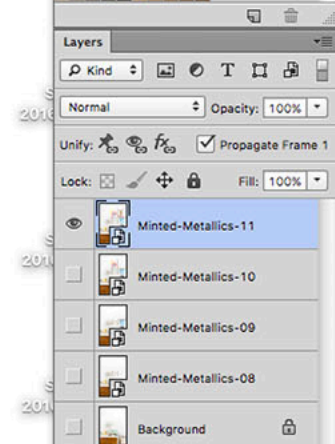 Layers
Kind
Normal Opacity: 100%
Unify: Propagate Frame 1
Lock: Fill: 100%
Minted-Metallics-11
Minted-Metallics-10
Minted-Metallics-09
Minted-Metallics-08
Background